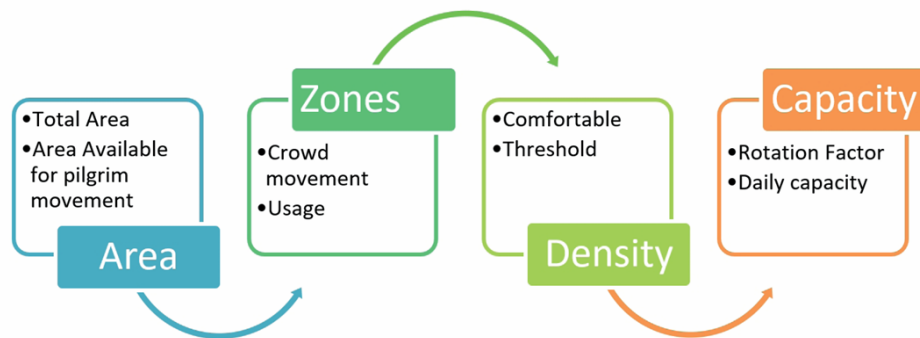 •Total Area
•Area Available
for pilgrim
movement
Area
Zones
•Crowd
movement
•Usage
•Comfortable
•Threshold
Density
Capacity
•Rotation Factor
•Daily capacity